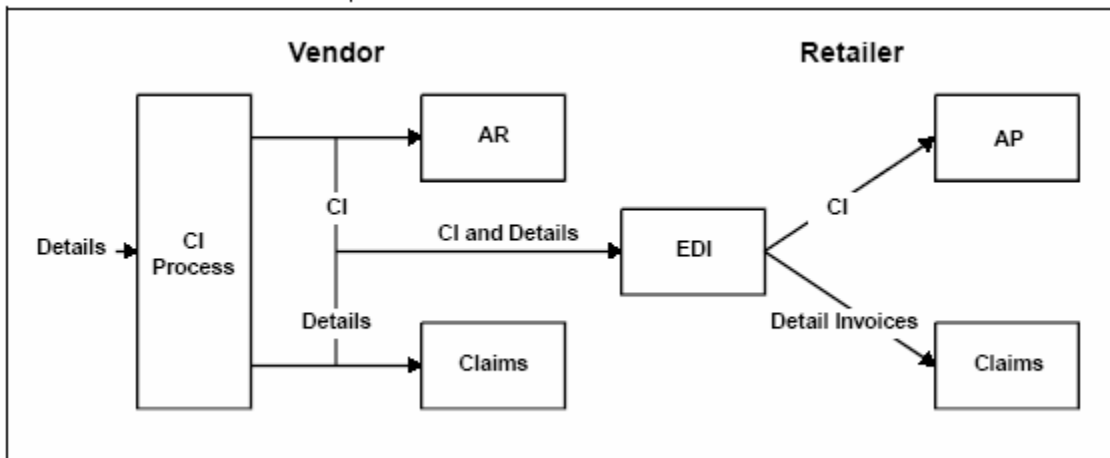 Vendor
Retailer
AR
AP
CI
CI
Details
CI
Process
CI and Details
EDI
Details
Detail Invoices
Claims
Claims